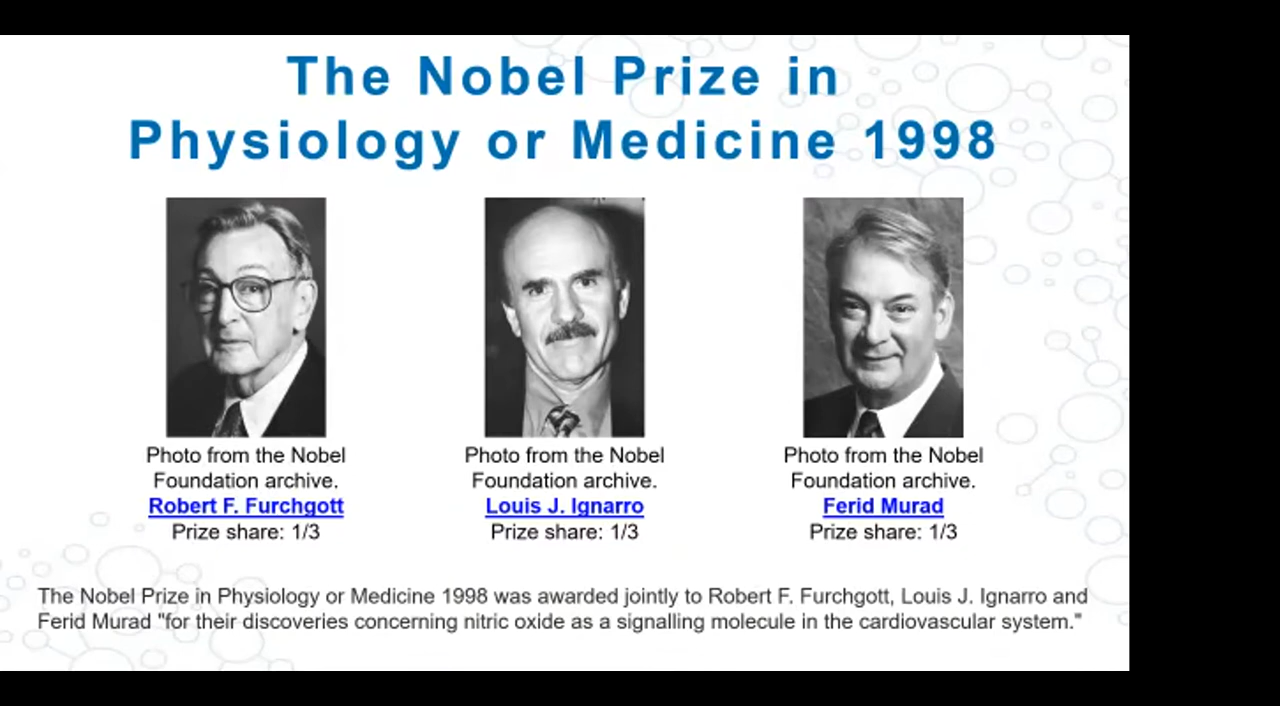 The Nobel Prize in
Physiology or Medicine 1998
Photo from the Nobel
Foundation archive.
Robert F. Furchgott
Prize share: 1/3
Photo from the Nobel
Foundation archive.
Louis J. Ignarro
Prize share: 1/3
Photo from the Nobel
Foundation archive.
Ferid Murad
Prize share: 1/3
The Nobel Prize in Physiology or Medicine 1998 was awarded jointly to Robert F. Furchgott, Louis J. Ignarro and
Ferid Murad "for their discoveries concerning nitric oxide as a signalling molecule in the cardiovascular system."